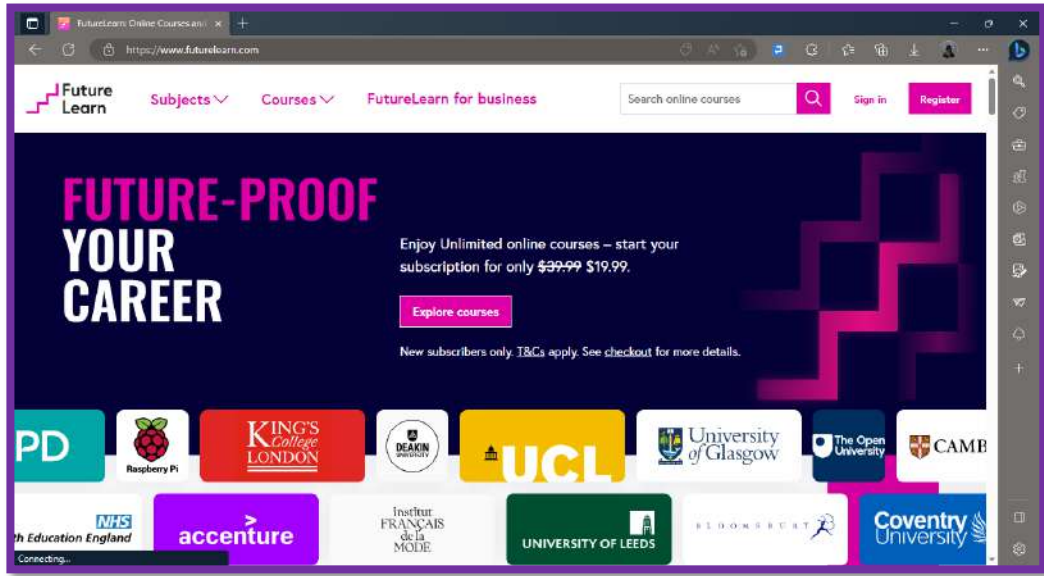 FutureLearn: Online Courses and
https://www.futurelearn.com
Future
Learn
Subjects
Courses
FutureLearn for business
Search online courses
Sign in
Register
FUTURE-PROOF
YOUR
CAREER
Enjoy Unlimited online courses – start your
subscription for only $39.99 $19.99.
Explore courses
New subscribers only. T&Cs apply. See checkout for more details.
PD
Raspberry Pi
KING'S
College
LONDON
DEAKIN
UNIVERSITY
UCL
University
of Glasgow
The Open
University
CAMB
NHS
th Education England
accenture
Institut
FRANÇAIS
de la
MODE
UNIVERSITY OF LEEDS
BLOOMSBURY
Coventry
University
Connecting...